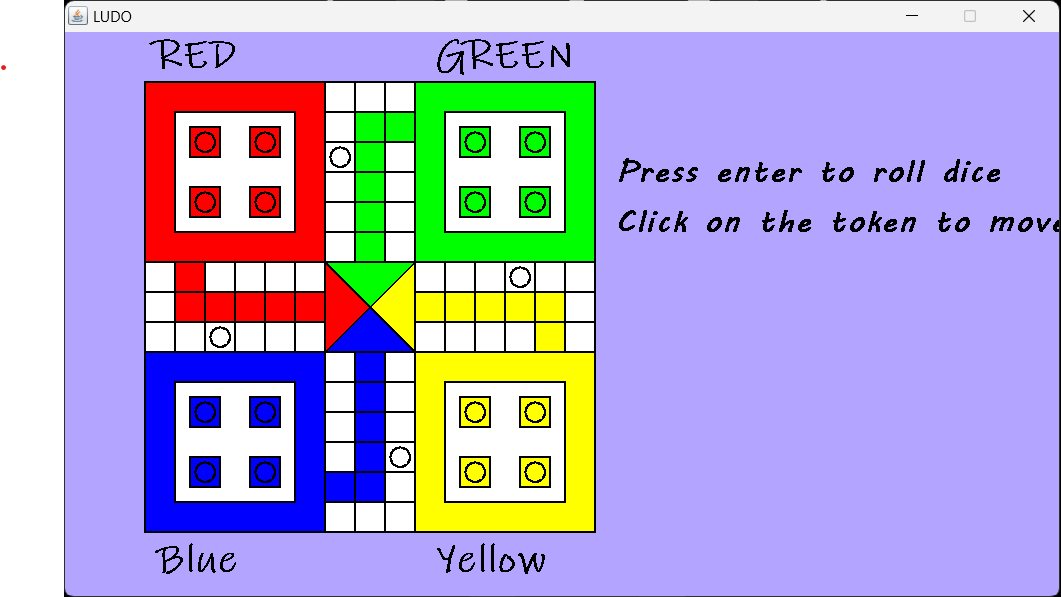 LUDO
RED
GREEN
Press enter to roll dice
Click on the token to move
Blue
Yellow